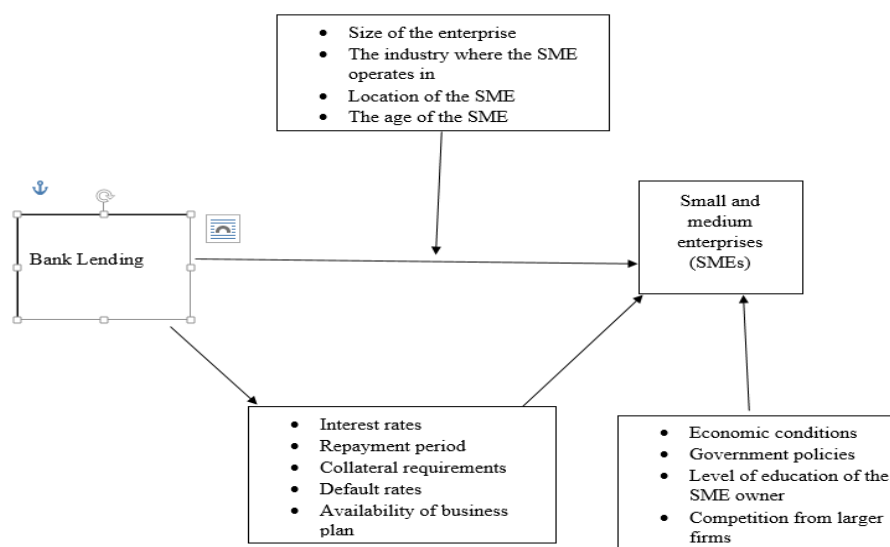 • Size of the enterprise
• The industry where the SME
operates in
• Location of the SME
• The age of the SME
Bank Lending
Small and
medium
enterprises
(SMEs)
• Interest rates
• Repayment period
• Collateral requirements
• Default rates
• Availability of business
plan
• Economic conditions
• Government policies
• Level of education of the
SME owner
• Competition from larger
firms